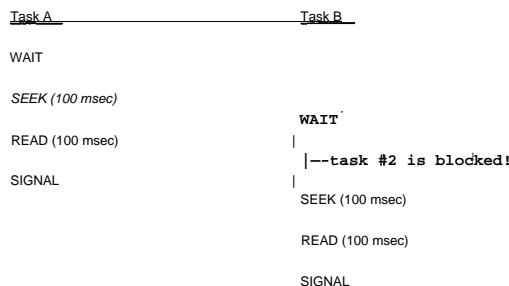 Task A Task B
WAIT
SEEK (100 msec)
WAIT
READ (100 msec) |
|—-task #2 is blocked!
SIGNAL |
SEEK (100 msec)
READ (100 msec)
SIGNAL